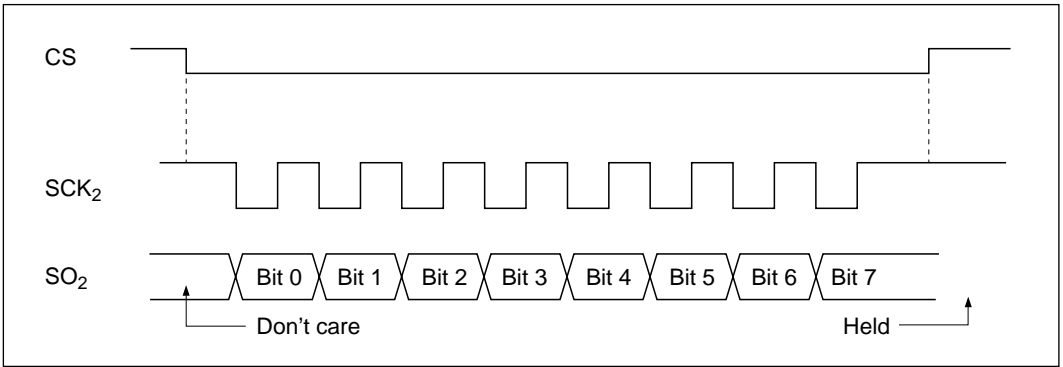 CS
SCK2
SO2
Bit 0 Bit 1 Bit 2 Bit 3 Bit 4 Bit 5 Bit 6 Bit 7
Don't care
Held